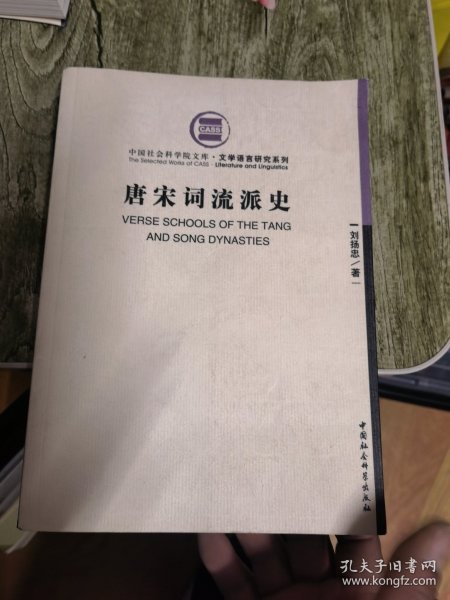 CASS
中国社会科学院文库·文学语言研究系列
The Selected Works of CASS · Literature and Linguistics
唐宋词流派史
VERSE SCHOOLS OF THE TANG
AND SONG DYNASTIES
刘扬忠/著
中国社会科学出版社
孔夫子旧书网
www.kongfz.com